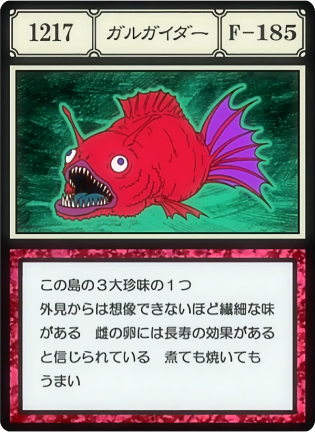 1217
ガルガイダー
F-185
この島の３大珍味の１つ
外見からは想像できないほど繊細な味
がある　雌の卵には長寿の効果がある
と信じられている　煮ても焼いても
うまい